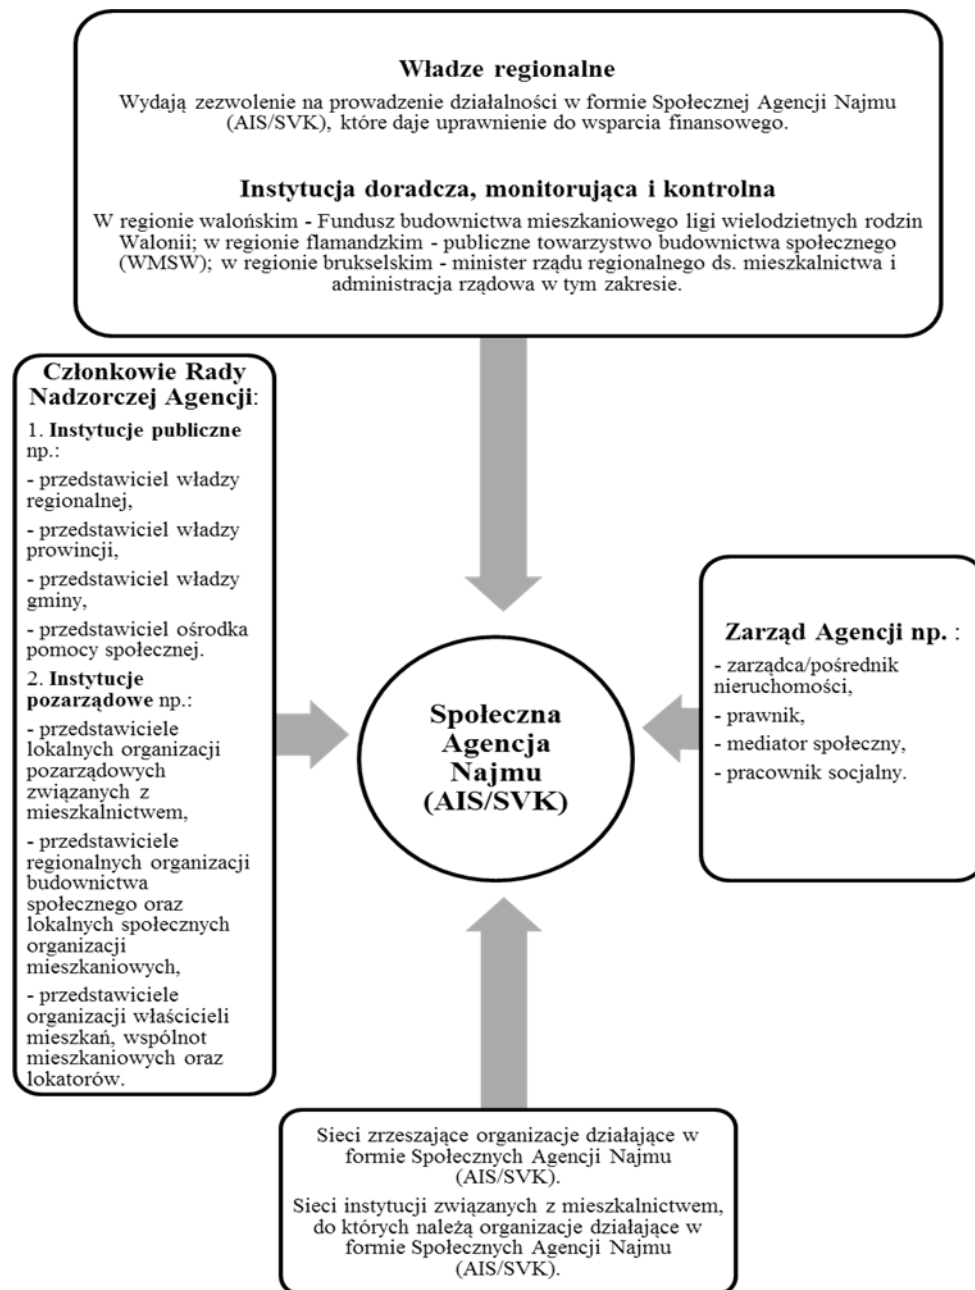 Władze regionalne
Wydają zezwolenie na prowadzenie działalności w formie Społecznej Agencji Najmu
(AIS/SVK), które daje uprawnienie do wsparcia finansowego.
Instytucja doradcza, monitorująca i kontrolna
W regionie walońskim - Fundusz budownictwa mieszkaniowego ligi wielodzietnych rodzin
Walonii; w regionie flamandzkim - publiczne towarzystwo budownictwa społecznego
(WMSW); w regionie brukselskim - minister rządu regionalnego ds. mieszkalnictwa i
administracja rządowa w tym zakresie.
Członkowie Rady
Nadzorczej Agencji:
1. Instytucje publiczne
np.:
- przedstawiciel władzy
regionalnej,
- przedstawiciel władzy
prowincji,
- przedstawiciel władzy
gminy,
- przedstawiciel ośrodka
pomocy społecznej.
2. Instytucje
pozarządowe np.:
- przedstawiciele
lokalnych organizacji
pozarządowych
związanych z
mieszkalnictwem,
- przedstawiciele
regionalnych organizacji
budownictwa
społecznego oraz
lokalnych społecznych
organizacji
mieszkaniowych,
- przedstawiciele
organizacji właścicieli
mieszkań, wspólnot
mieszkaniowych oraz
lokatorów.
Społeczna
Agencja
Najmu
(AIS/SVK)
Zarząd Agencji np. :
- zarządca/pośrednik
nieruchomości,
- prawnik,
- mediator społeczny,
- pracownik socjalny.
Sieci zrzeszające organizacje działające w
formie Społecznych Agencji Najmu
(AIS/SVK).
Sieci instytucji związanych z mieszkalnictwem,
do których należą organizacje działające w
formie Społecznych Agencji Najmu
(AIS/SVK).